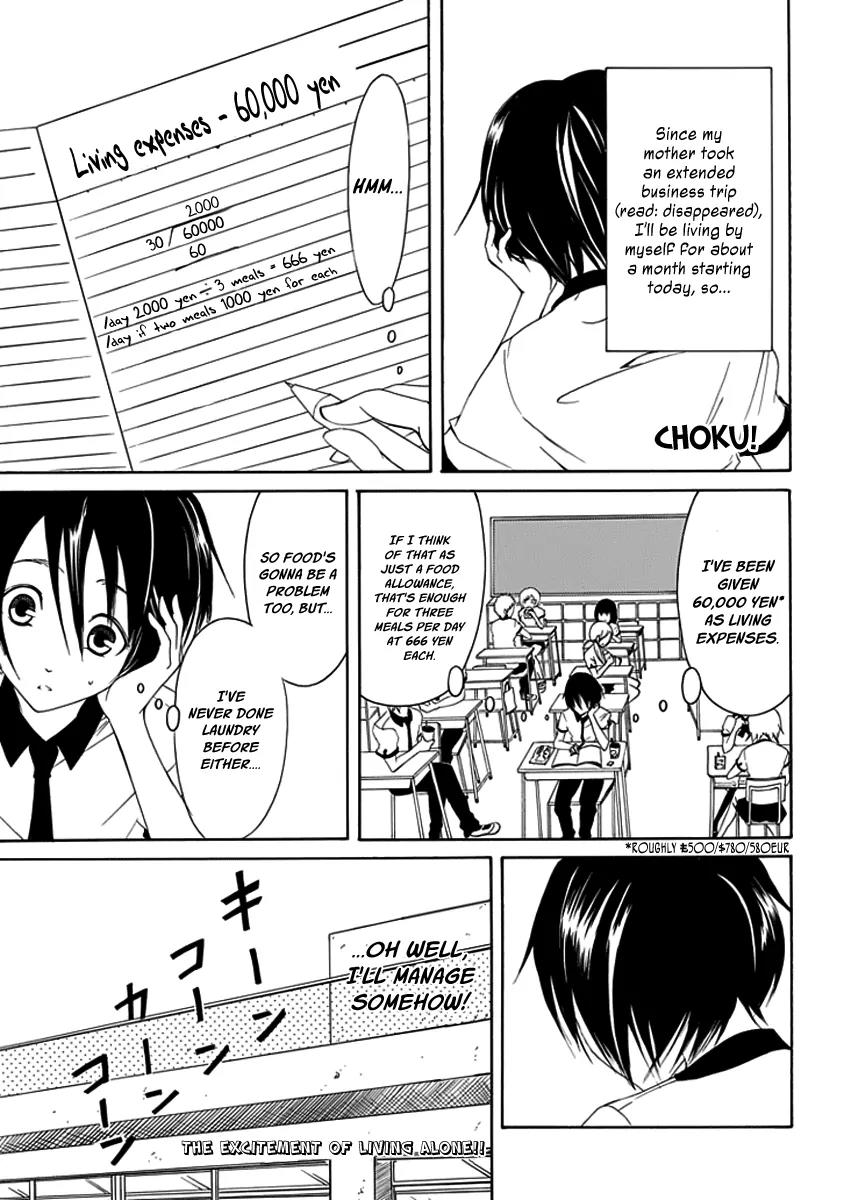 Since my
mother took
an extended
business trip
(read: disappeared),
I'll be living by
myself for about
a month starting
today, so...
CHOKU!
HMM...
Living expenses - 60,000 yen
2000
30 / 60000
60
/day 2000 yen ÷ 3 meals = 666 yen
/day if two meals 1000 yen for each
I'VE BEEN
GIVEN
60,000 YEN*
AS LIVING
EXPENSES.
IF I THINK
OF THAT AS
JUST A FOOD
ALLOWANCE,
THAT'S ENOUGH
FOR THREE
MEALS PER DAY
AT 666 YEN
EACH.
*ROUGHLY £500/$780/580EUR
SO FOOD'S
GONNA BE A
PROBLEM
TOO, BUT...
I'VE
NEVER DONE
LAUNDRY
BEFORE
EITHER....
...OH WELL,
I'LL MANAGE
SOMEHOW!
キーン
コーン
カーン
コーン
THE EXCITEMENT OF LIVING ALONE!!